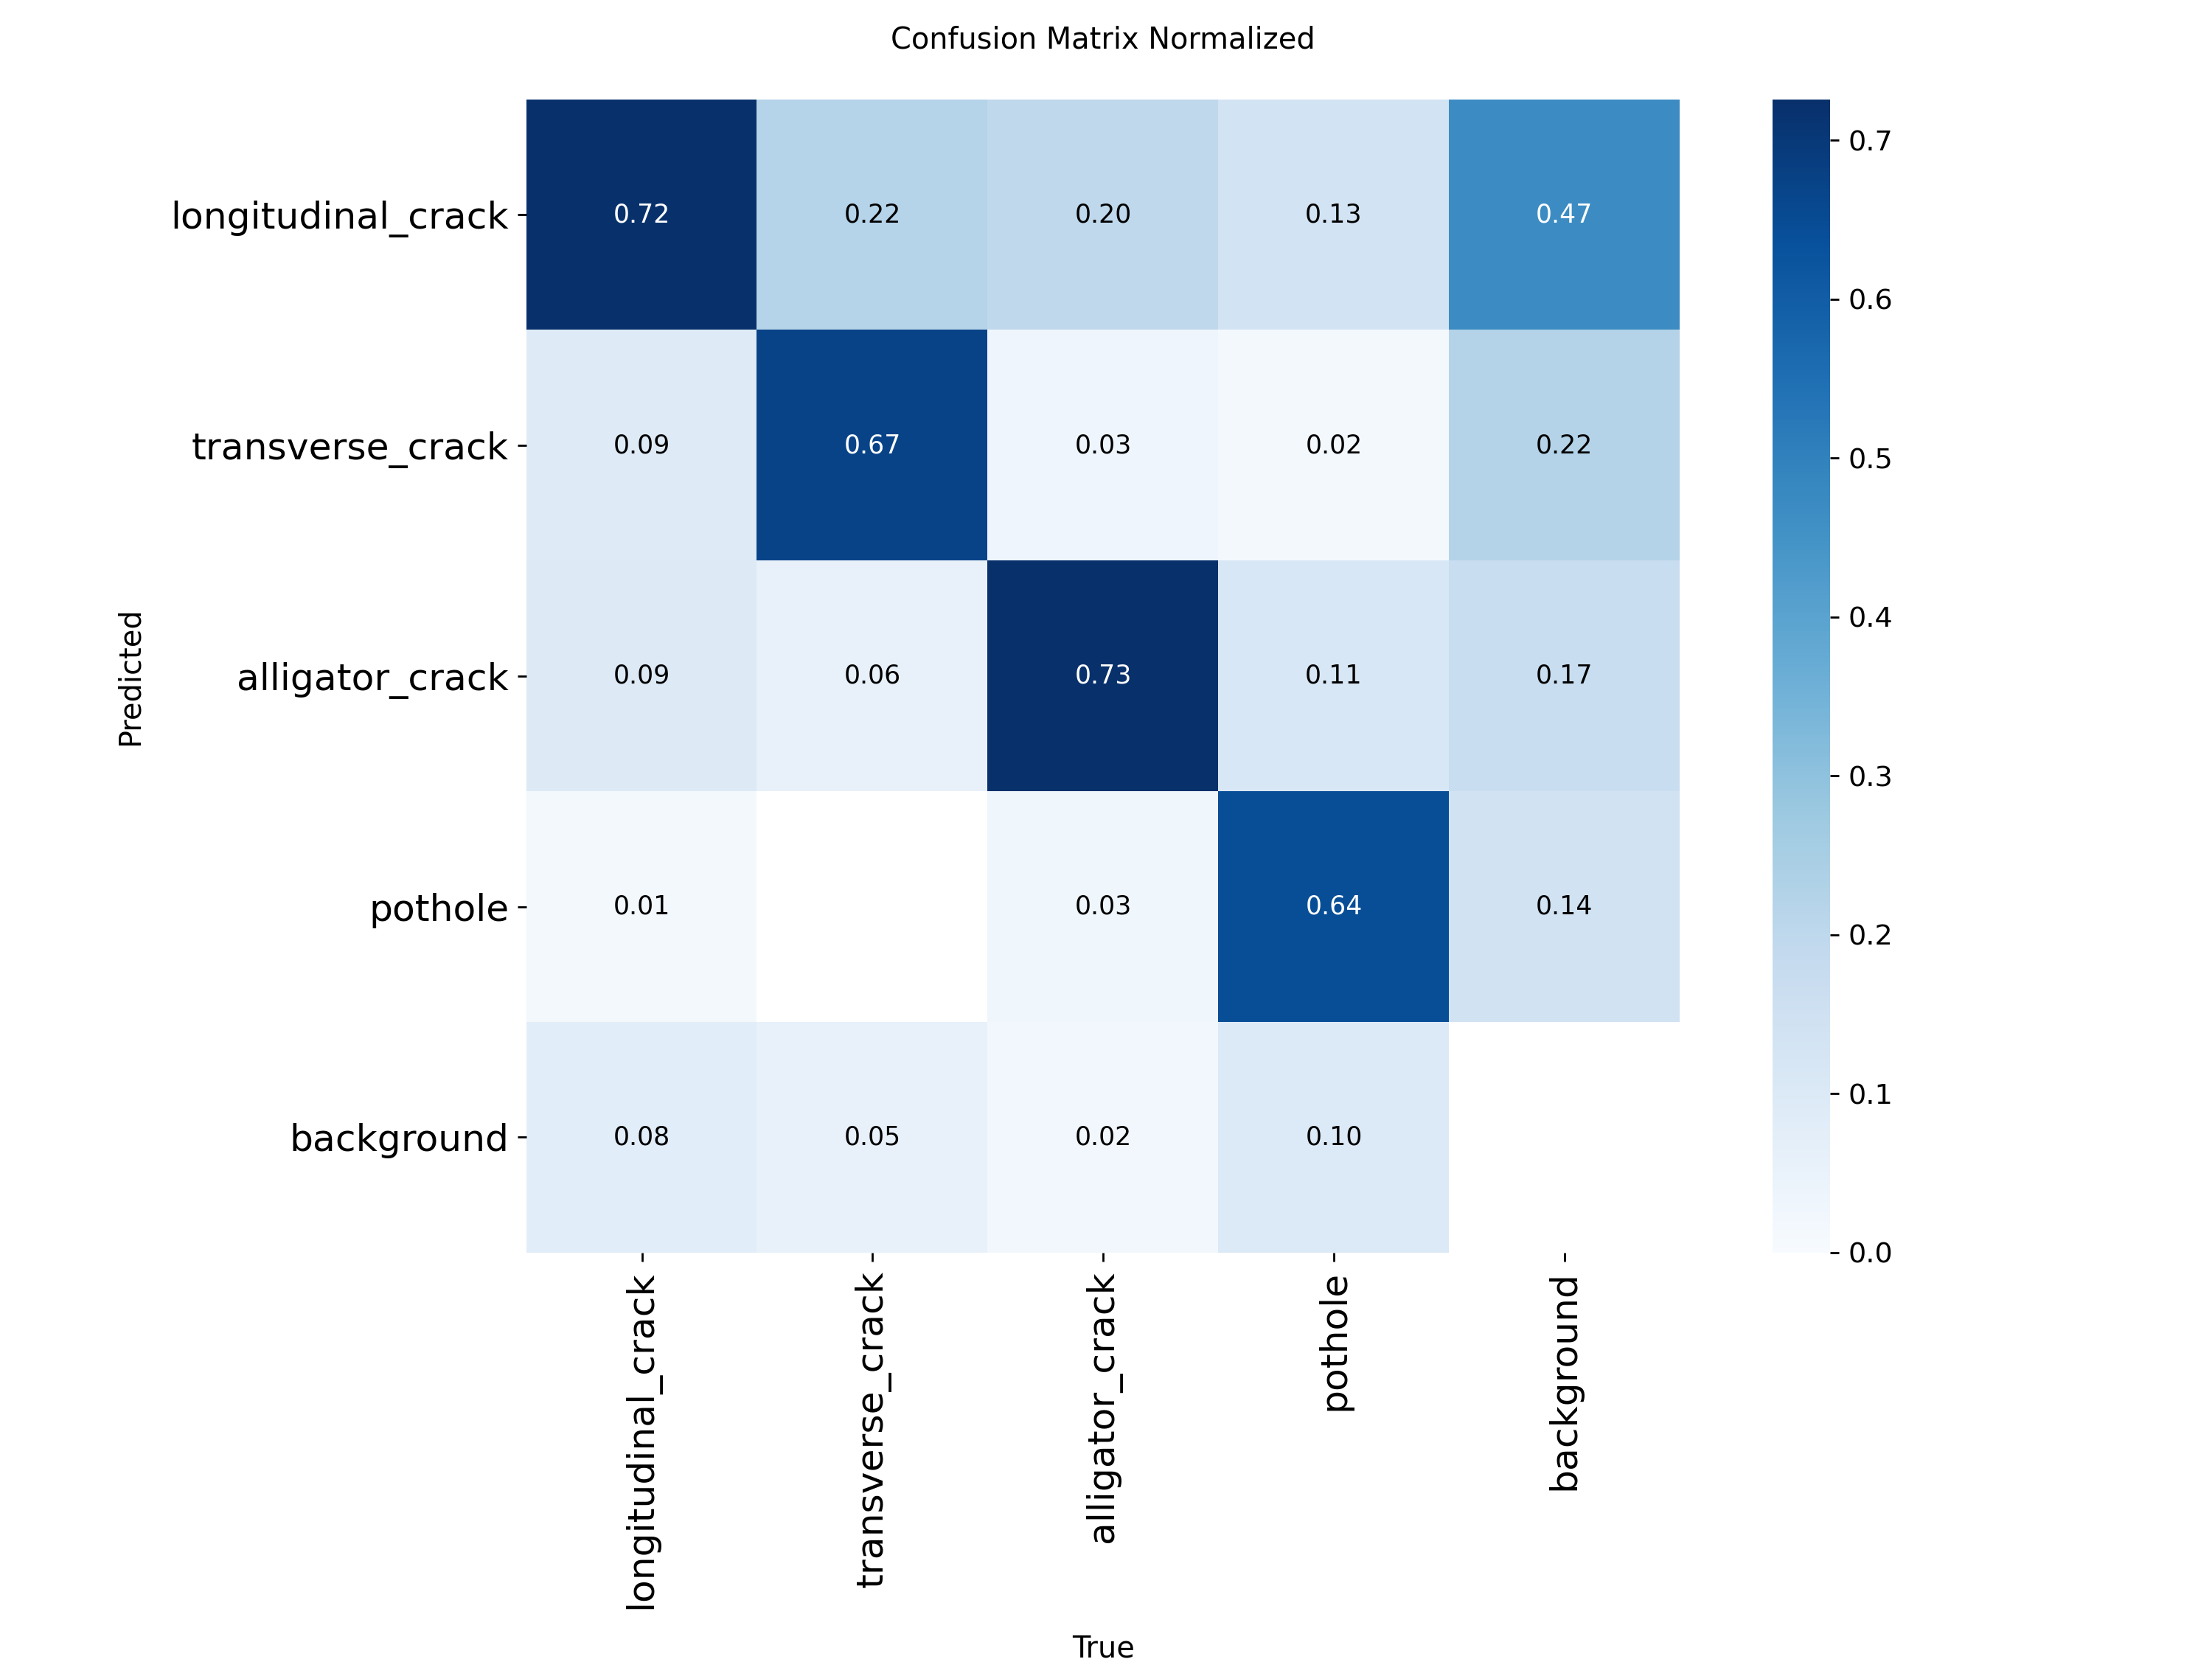 Confusion Matrix Normalized
longitudinal_crack 0.72 0.22 0.20 0.13 0.47
transverse_crack 0.09 0.67 0.03 0.02 0.22
alligator_crack 0.09 0.06 0.73 0.11 0.17
pothole 0.01 0.03 0.64 0.14
background 0.08 0.05 0.02 0.10
Predicted
longitudinal_crack
transverse_crack
alligator_crack
pothole
background
True
0.7
0.6
0.5
0.4
0.3
0.2
0.1
0.0